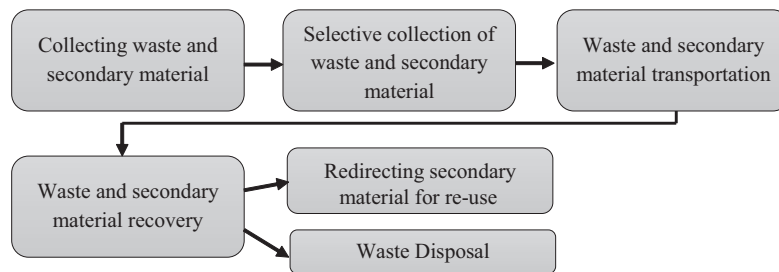 Collecting waste and
secondary material
Selective collection of
waste and secondary
material
Waste and secondary
material transportation
Waste and secondary
material recovery
Redirecting secondary
material for re-use
Waste Disposal